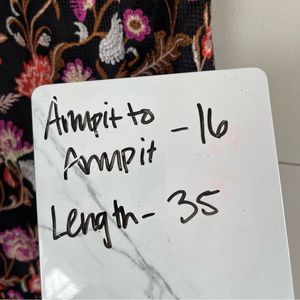 Armpit to
Armpit - 16
Length - 35